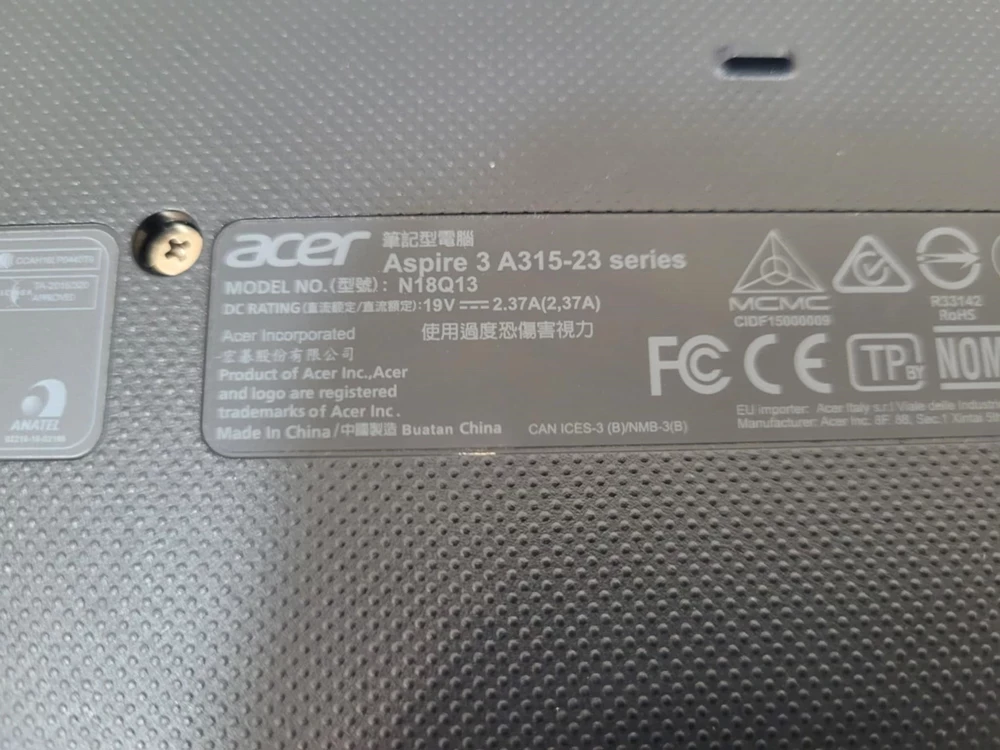 acer 筆記型電腦
Aspire 3 A315-23 series
MODEL NO.(型號): N18Q13
DC RATING(直流額定/直流額定):19V 2.37A(2,37A)
Acer Incorporated 使用過度恐傷害視力
宏碁股份有限公司
Product of Acer Inc.,Acer
and logo are registered
trademarks of Acer Inc.
Made In China/中國製造 Buatan China
CAN ICES-3 (B)/NMB-3(B)
MCMC
CIDF15000009
R33142
RoHS
FC CE TP BY NOM
EU importer: Acer Italy s.r.l Viale delle
Manufacturer: Acer Inc. 8F, 88, Sec.1 Xintai
APPROVED
ANATEL